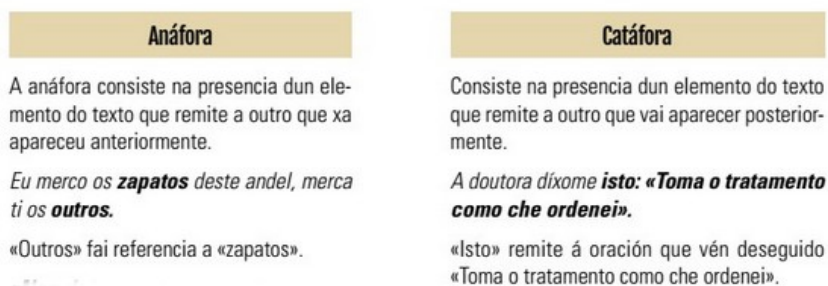 Anáfora
A anáfora consiste na presencia dun ele-
mento do texto que remite a outro que xa
apareceu anteriormente.
Eu merco os zapatos deste andel, merca
ti os outros.
«Outros» fai referencia a «zapatos».
Catáfora
Consiste na presencia dun elemento do texto
que remite a outro que vai aparecer posterior-
mente.
A doutora díxome isto: «Toma o tratamento
como che ordenei».
«Isto» remite á oración que vén deseguido
«Toma o tratamento como che ordenei».